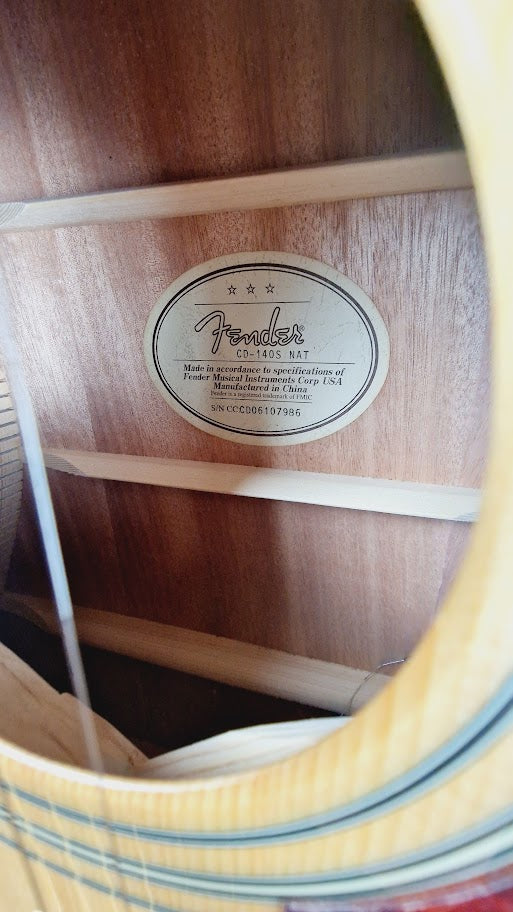 Fender®
CD-140S NAT
Made in accordance to specifications of
Fender Musical Instruments Corp USA
Manufactured in China
Fender is a registered trademark of FMIC
S/N CCCD06107986